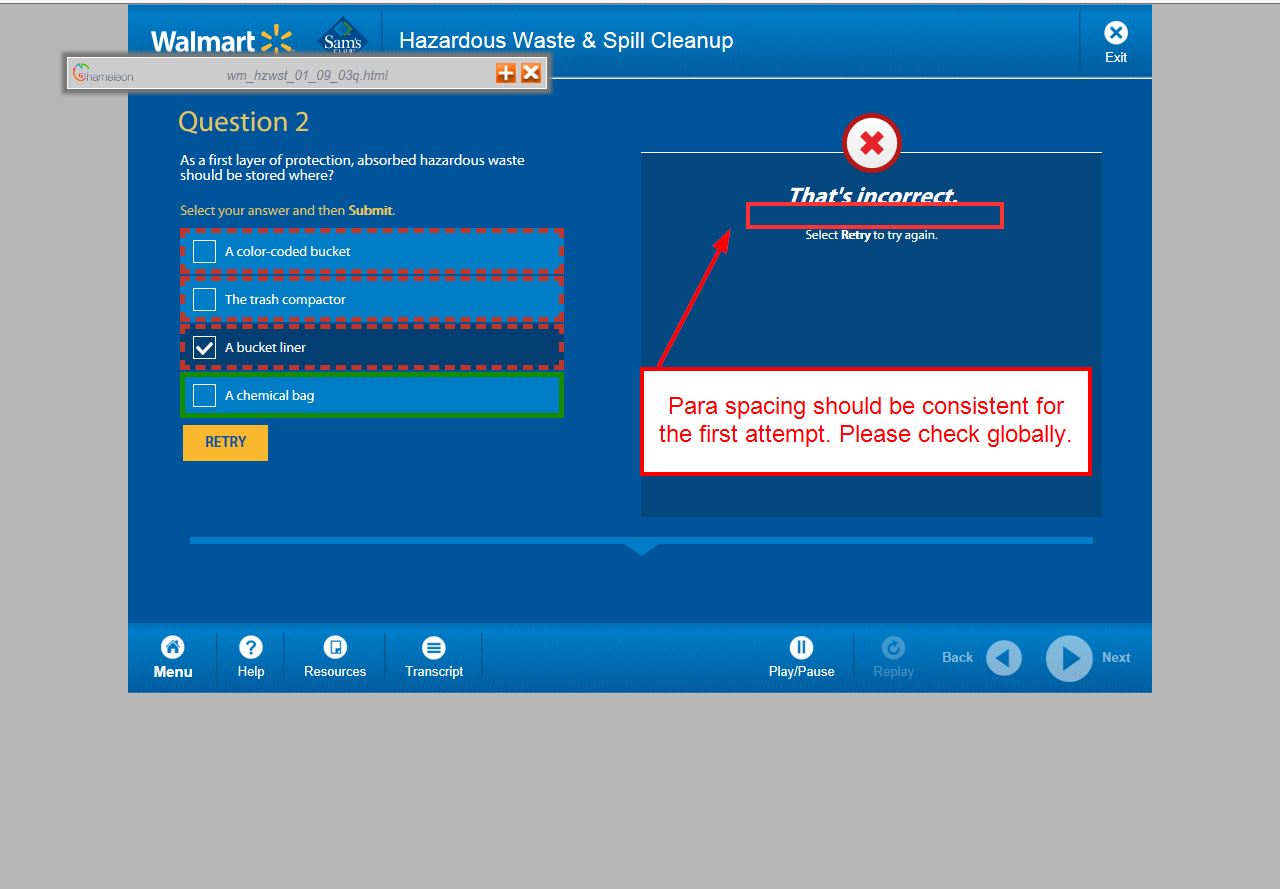 Walmart
Sam's
CLUB
Hazardous Waste & Spill Cleanup
Exit
Chameleon
wm_hzwst_01_09_03q.html
Question 2
As a first layer of protection, absorbed hazardous waste
should be stored where?
Select your answer and then Submit.
A color-coded bucket
The trash compactor
A bucket liner
A chemical bag
RETRY
That's incorrect.
Select Retry to try again.
Para spacing should be consistent for
the first attempt. Please check globally.
Menu
Help
Resources
Transcript
Play/Pause
Replay
Back
Next